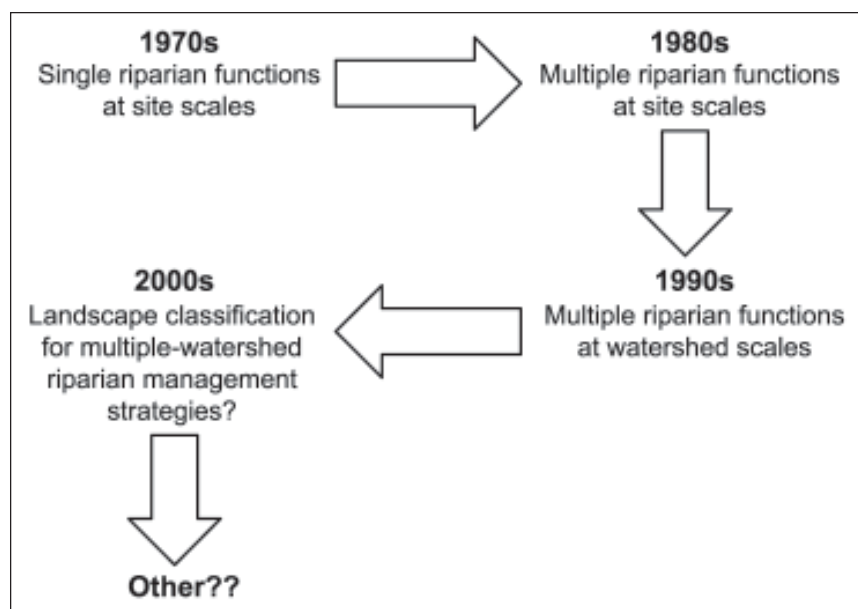 1970s
Single riparian functions
at site scales
1980s
Multiple riparian functions
at site scales
1990s
Multiple riparian functions
at watershed scales
2000s
Landscape classification
for multiple-watershed
riparian management
strategies?
Other??